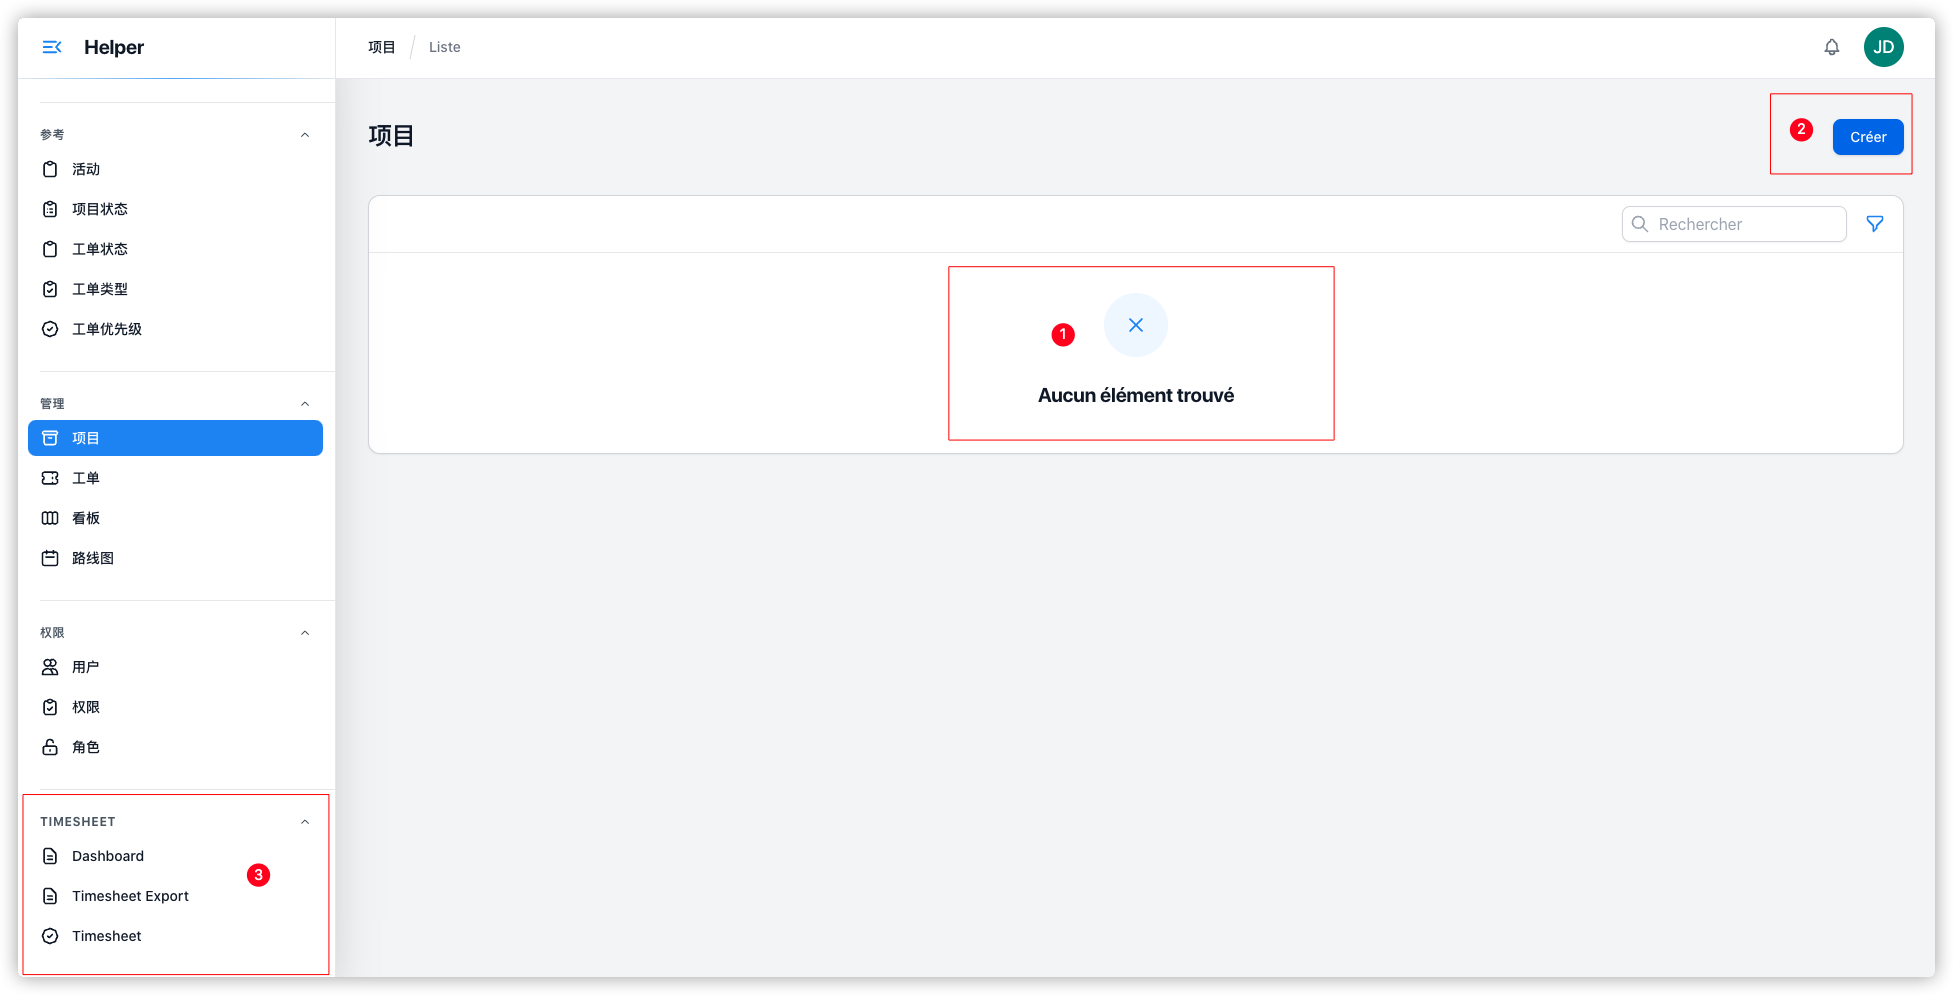 Helper
项目 / Liste
JD
参考
活动
项目状态
工单状态
工单类型
工单优先级
管理
项目
工单
看板
路线图
权限
用户
权限
角色
TIMESHEET
Dashboard
3
Timesheet Export
Timesheet
项目
2
Créer
Rechercher
1
Aucun élément trouvé